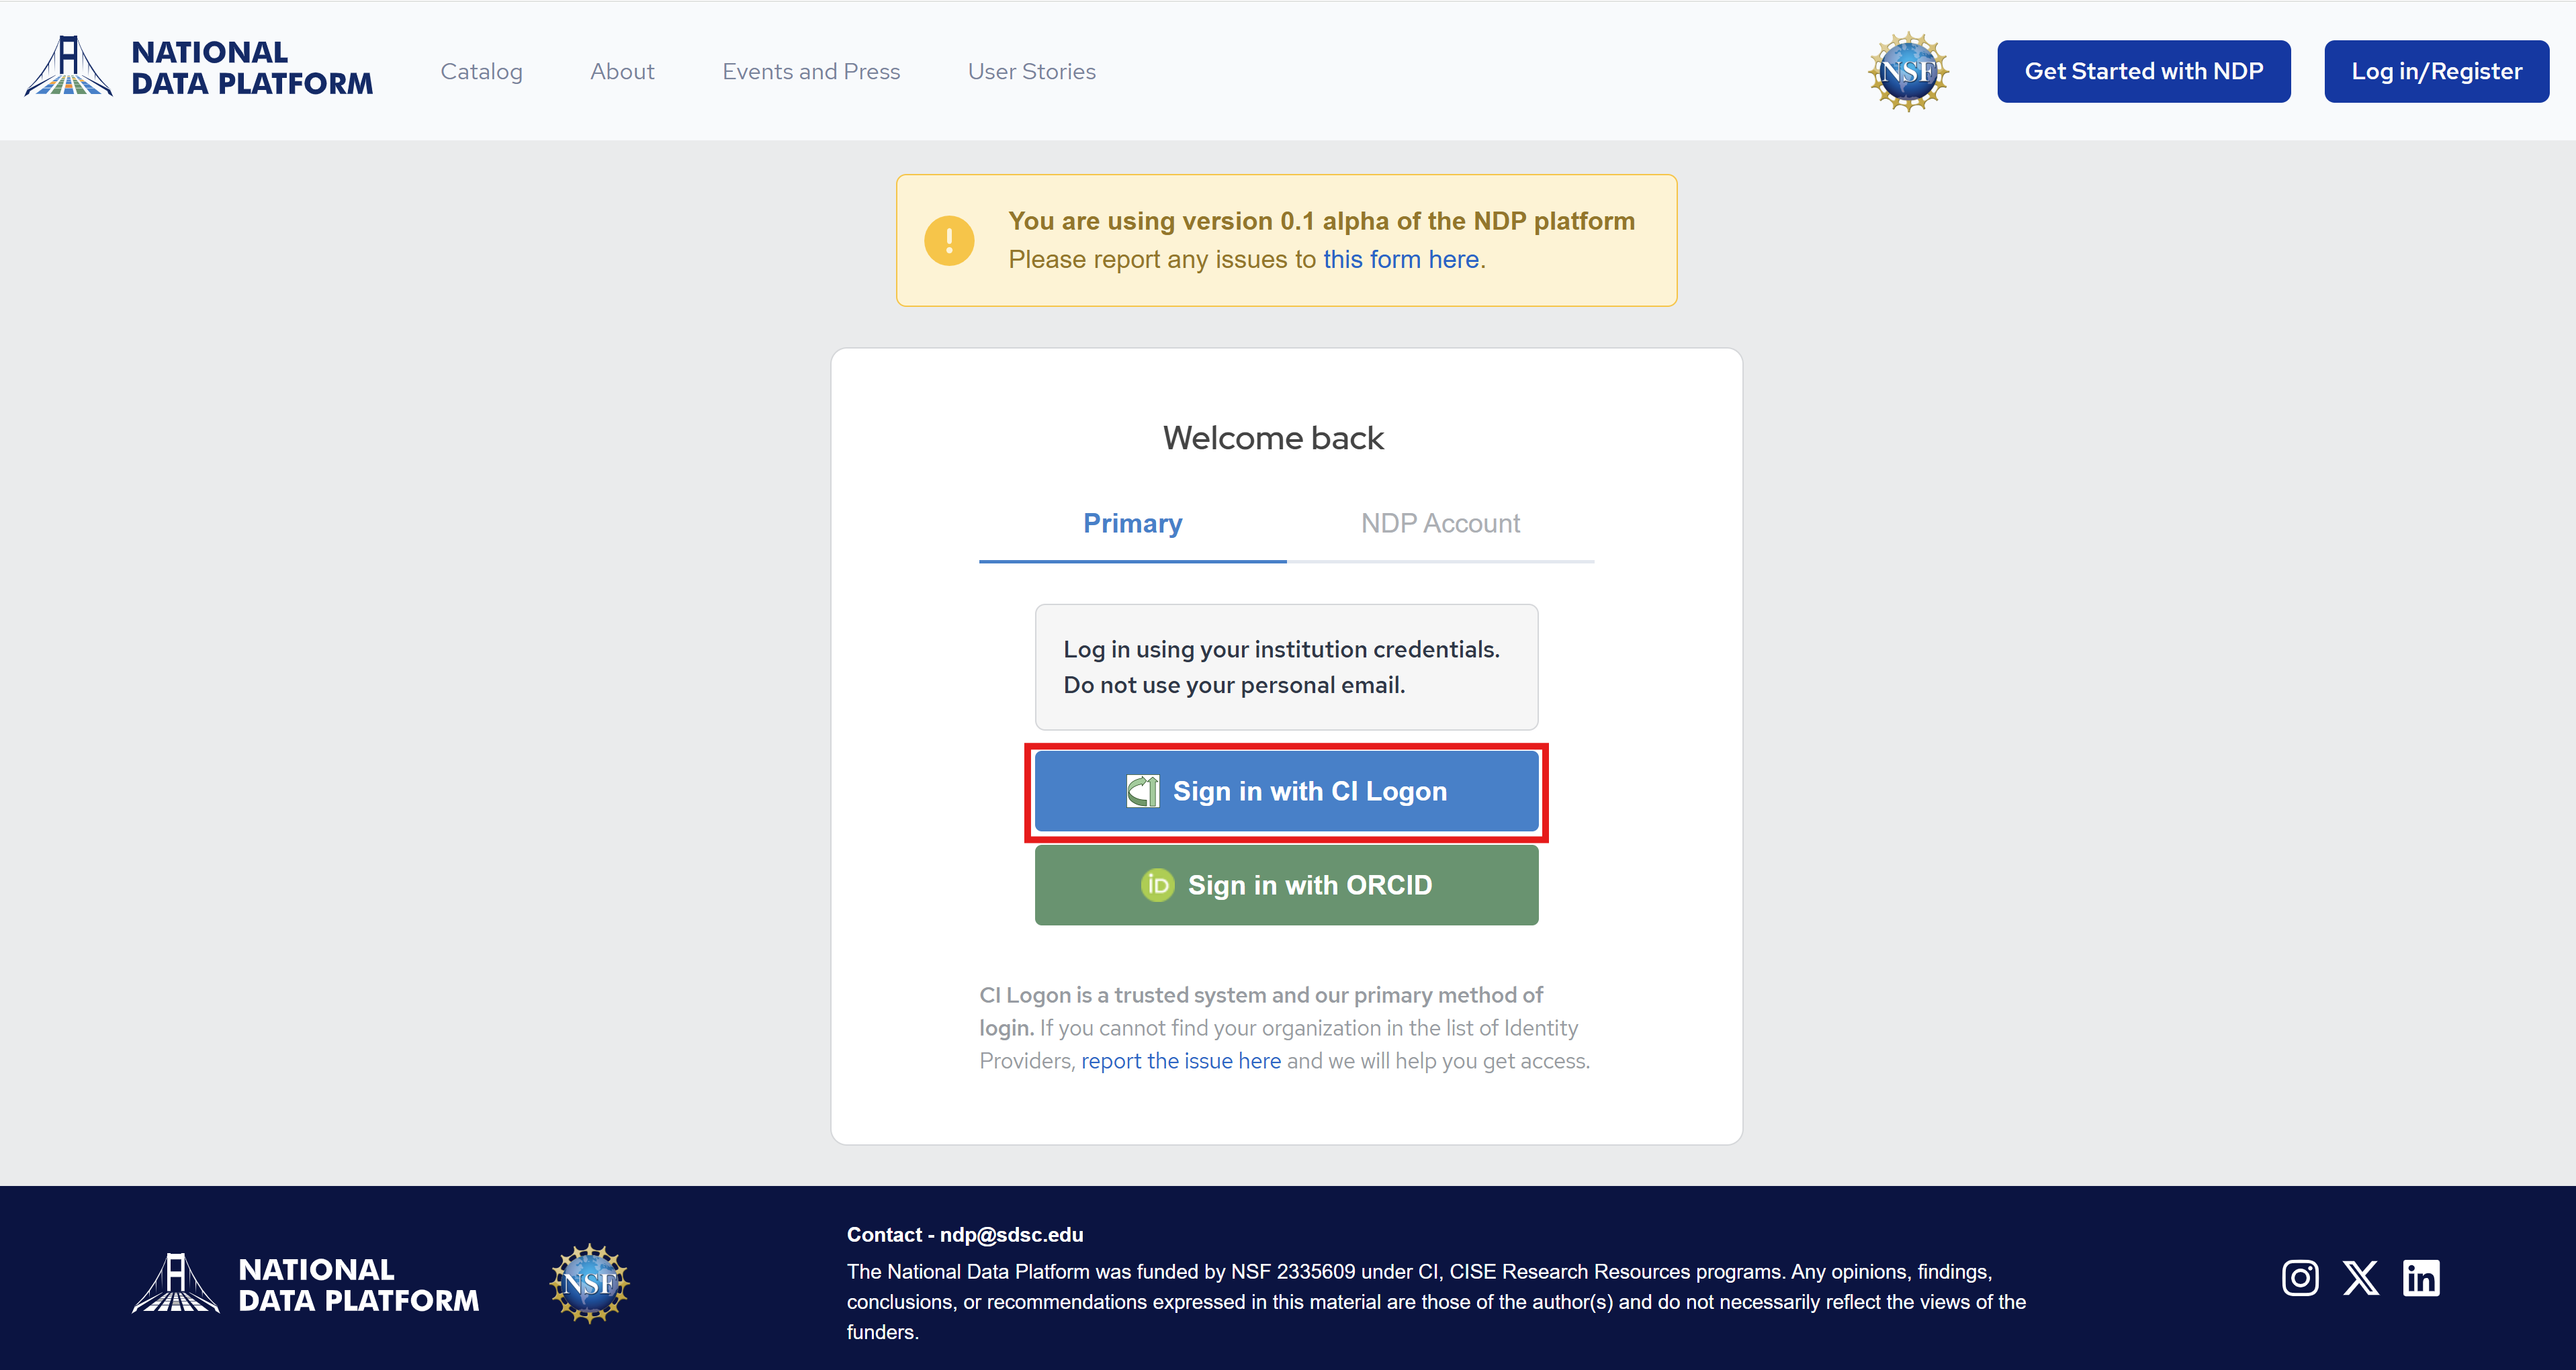 NATIONAL
DATA PLATFORM
Catalog
About
Events and Press
User Stories
NSF
Get Started with NDP
Log in/Register
You are using version 0.1 alpha of the NDP platform
Please report any issues to this form here.
Welcome back
Primary
NDP Account
Log in using your institution credentials.
Do not use your personal email.
CI Sign in with CI Logon
iD Sign in with ORCID
CI Logon is a trusted system and our primary method of
login. If you cannot find your organization in the list of Identity
Providers, report the issue here and we will help you get access.
NATIONAL
DATA PLATFORM
NSF
Contact - ndp@sdsc.edu
The National Data Platform was funded by NSF 2335609 under CI, CISE Research Resources programs. Any opinions, findings,
conclusions, or recommendations expressed in this material are those of the author(s) and do not necessarily reflect the views of the
funders.
X
in